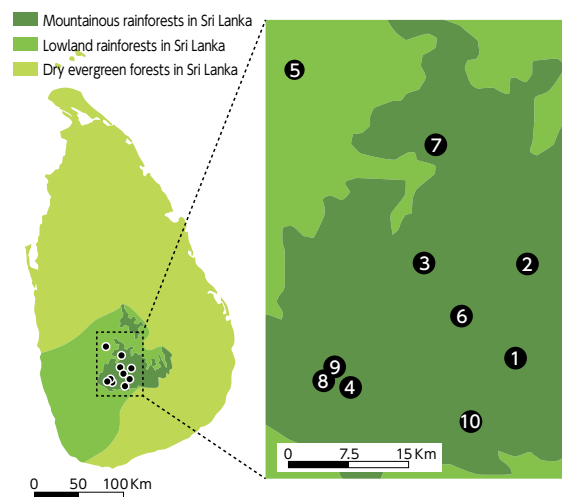 Mountainous rainforests in Sri Lanka
Lowland rainforests in Sri Lanka
Dry evergreen forests in Sri Lanka
5
7
3
2
6
1
9
8
4
10
0 7.5 15 Km
0 50 100 Km